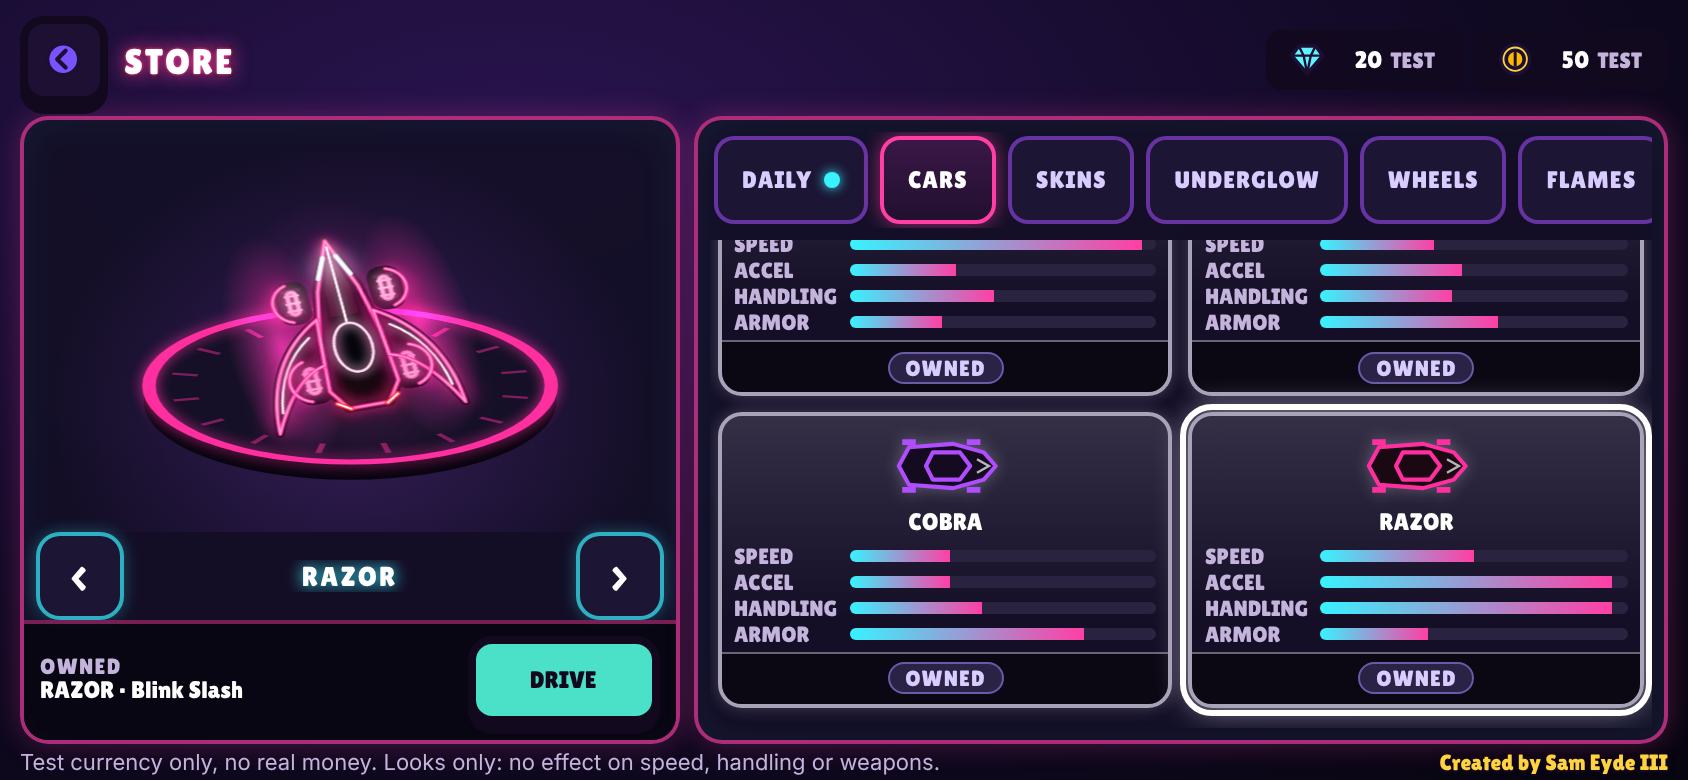 STORE
20 TEST
50 TEST
DAILY
CARS
SKINS
UNDERGLOW
WHEELS
FLAMES
SPEED
ACCEL
HANDLING
ARMOR
OWNED
SPEED
ACCEL
HANDLING
ARMOR
OWNED
COBRA
SPEED
ACCEL
HANDLING
ARMOR
OWNED
RAZOR
SPEED
ACCEL
HANDLING
ARMOR
OWNED
RAZOR
OWNED
RAZOR · Blink Slash
DRIVE
Test currency only, no real money. Looks only: no effect on speed, handling or weapons.
Created by Sam Eyde III